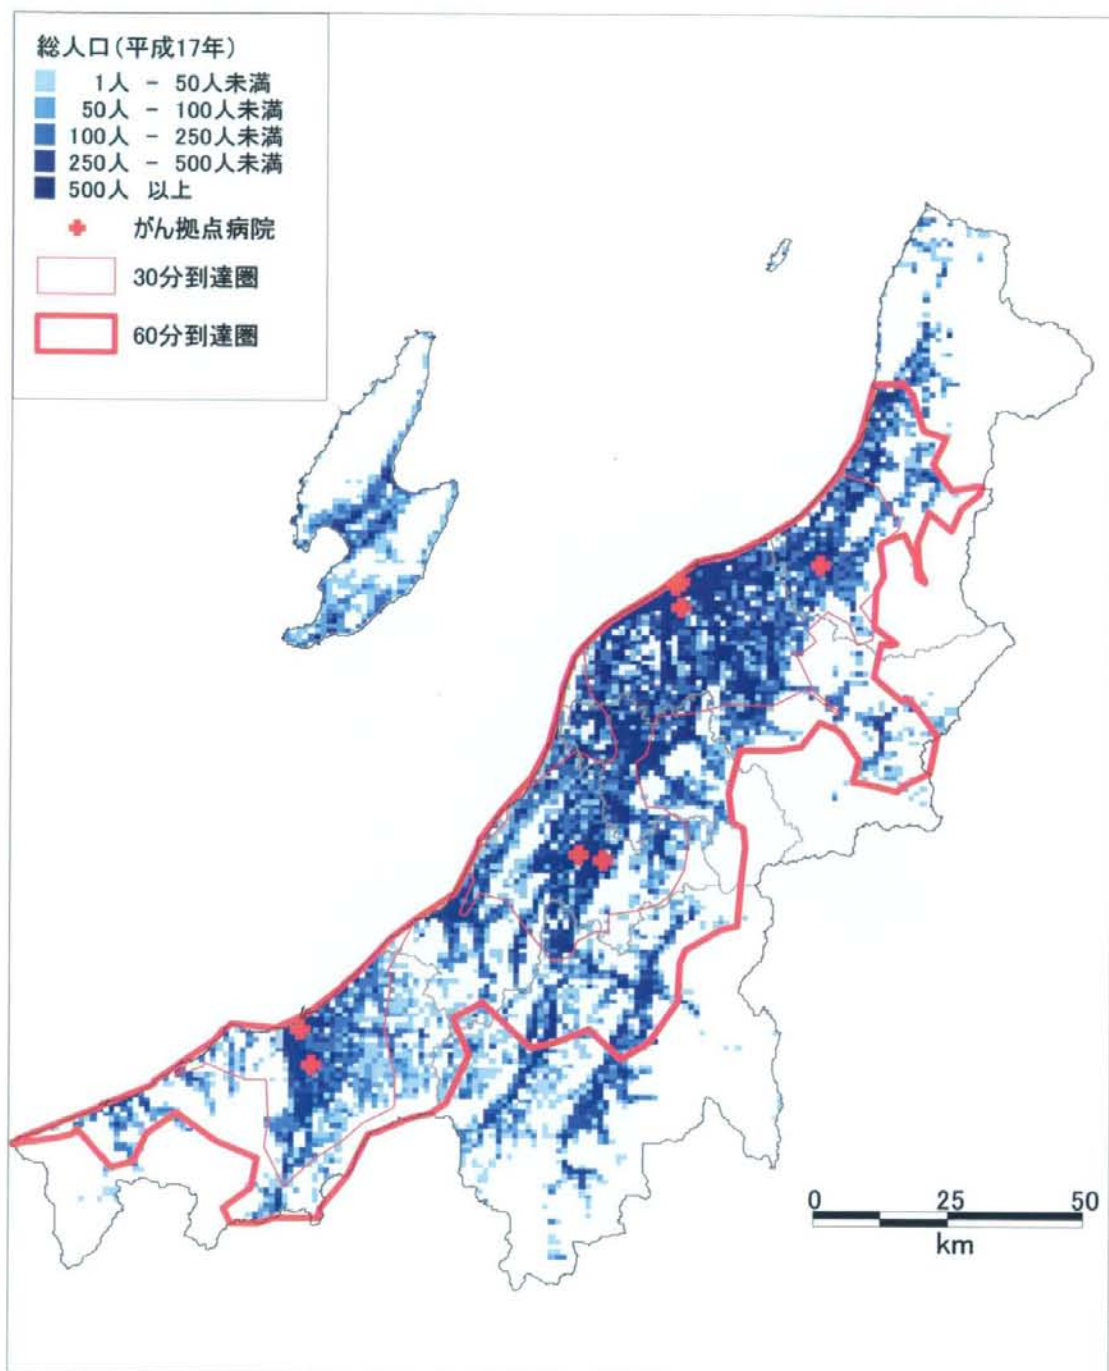 総人口(平成17年)
1人 - 50人未満
50人 - 100人未満
100人 - 250人未満
250人 - 500人未満
500人 以上
がん拠点病院
30分到達圏
60分到達圏
0 25 50
km